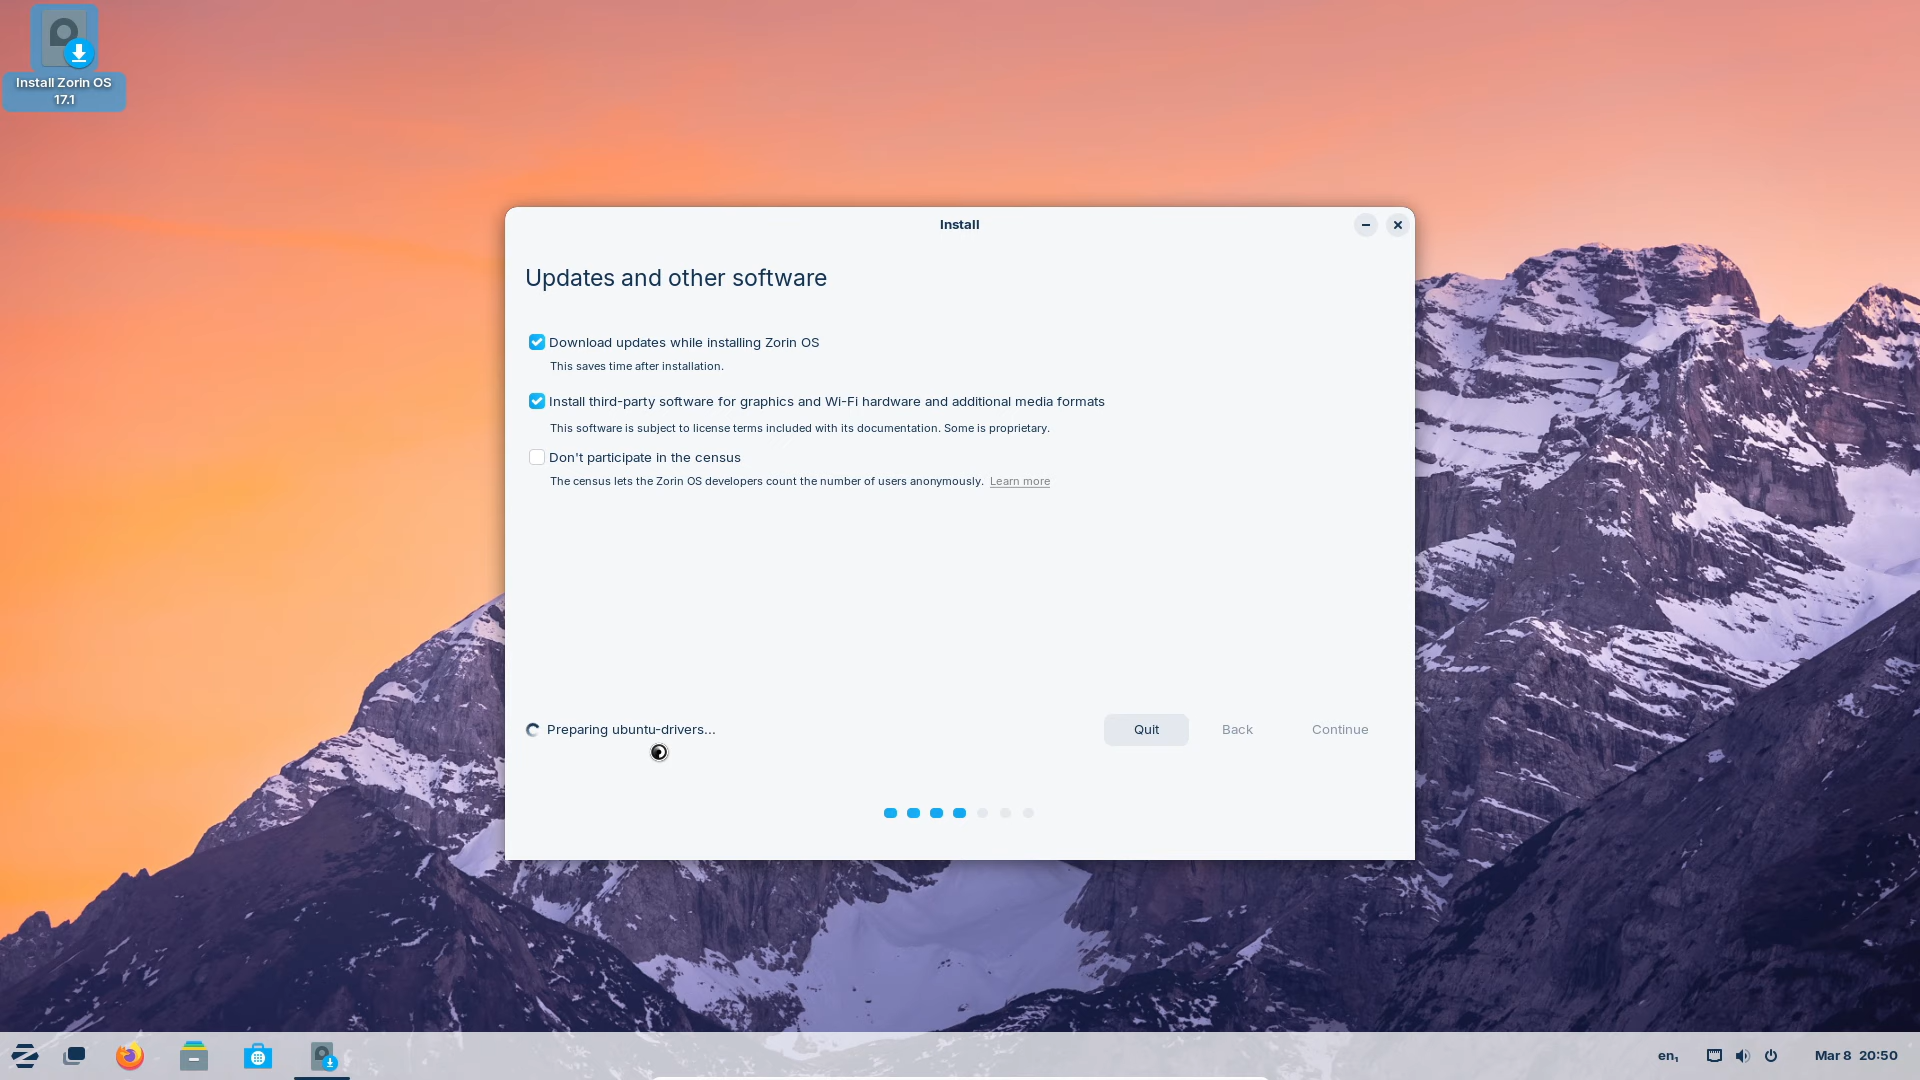 Install Zorin OS
17.1
Install
Updates and other software
Download updates while installing Zorin OS
This saves time after installation.
Install third-party software for graphics and Wi-Fi hardware and additional media formats
This software is subject to license terms included with its documentation. Some is proprietary.
Don't participate in the census
The census lets the Zorin OS developers count the number of users anonymously. Learn more
Preparing ubuntu-drivers...
Quit
Back
Continue
en₁
Mar 8 20:50